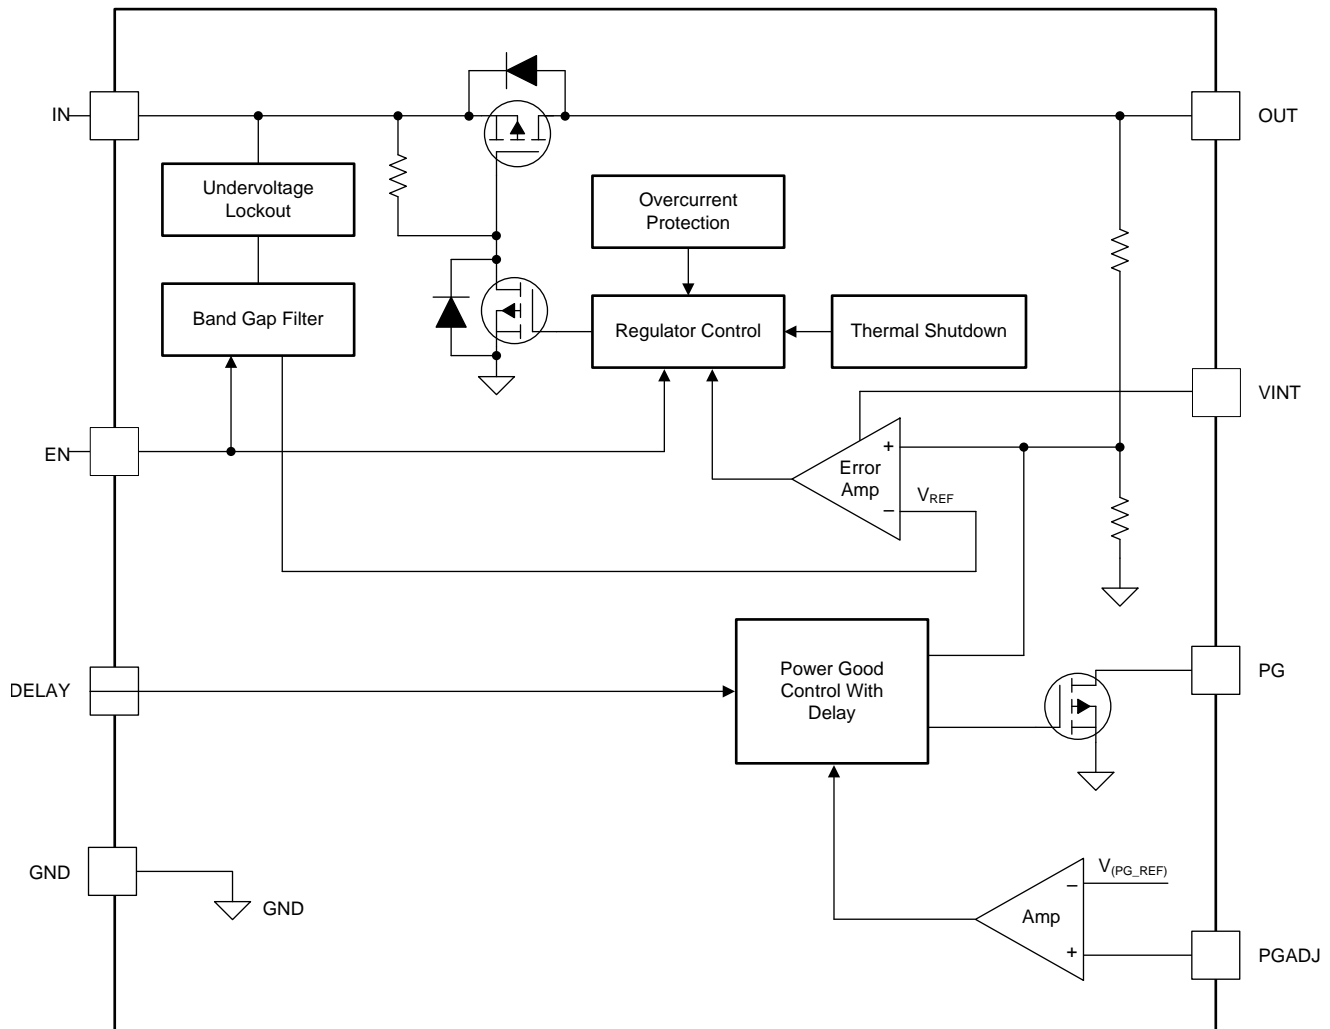 IN
OUT
Undervoltage
Lockout
Overcurrent
Protection
Band Gap Filter
Regulator Control
Thermal Shutdown
VINT
EN
+
Error
Amp
VREF
−
DELAY
Power Good
Control With
Delay
PG
GND
GND
V(PG_REF)
−
Amp
+
PGADJ